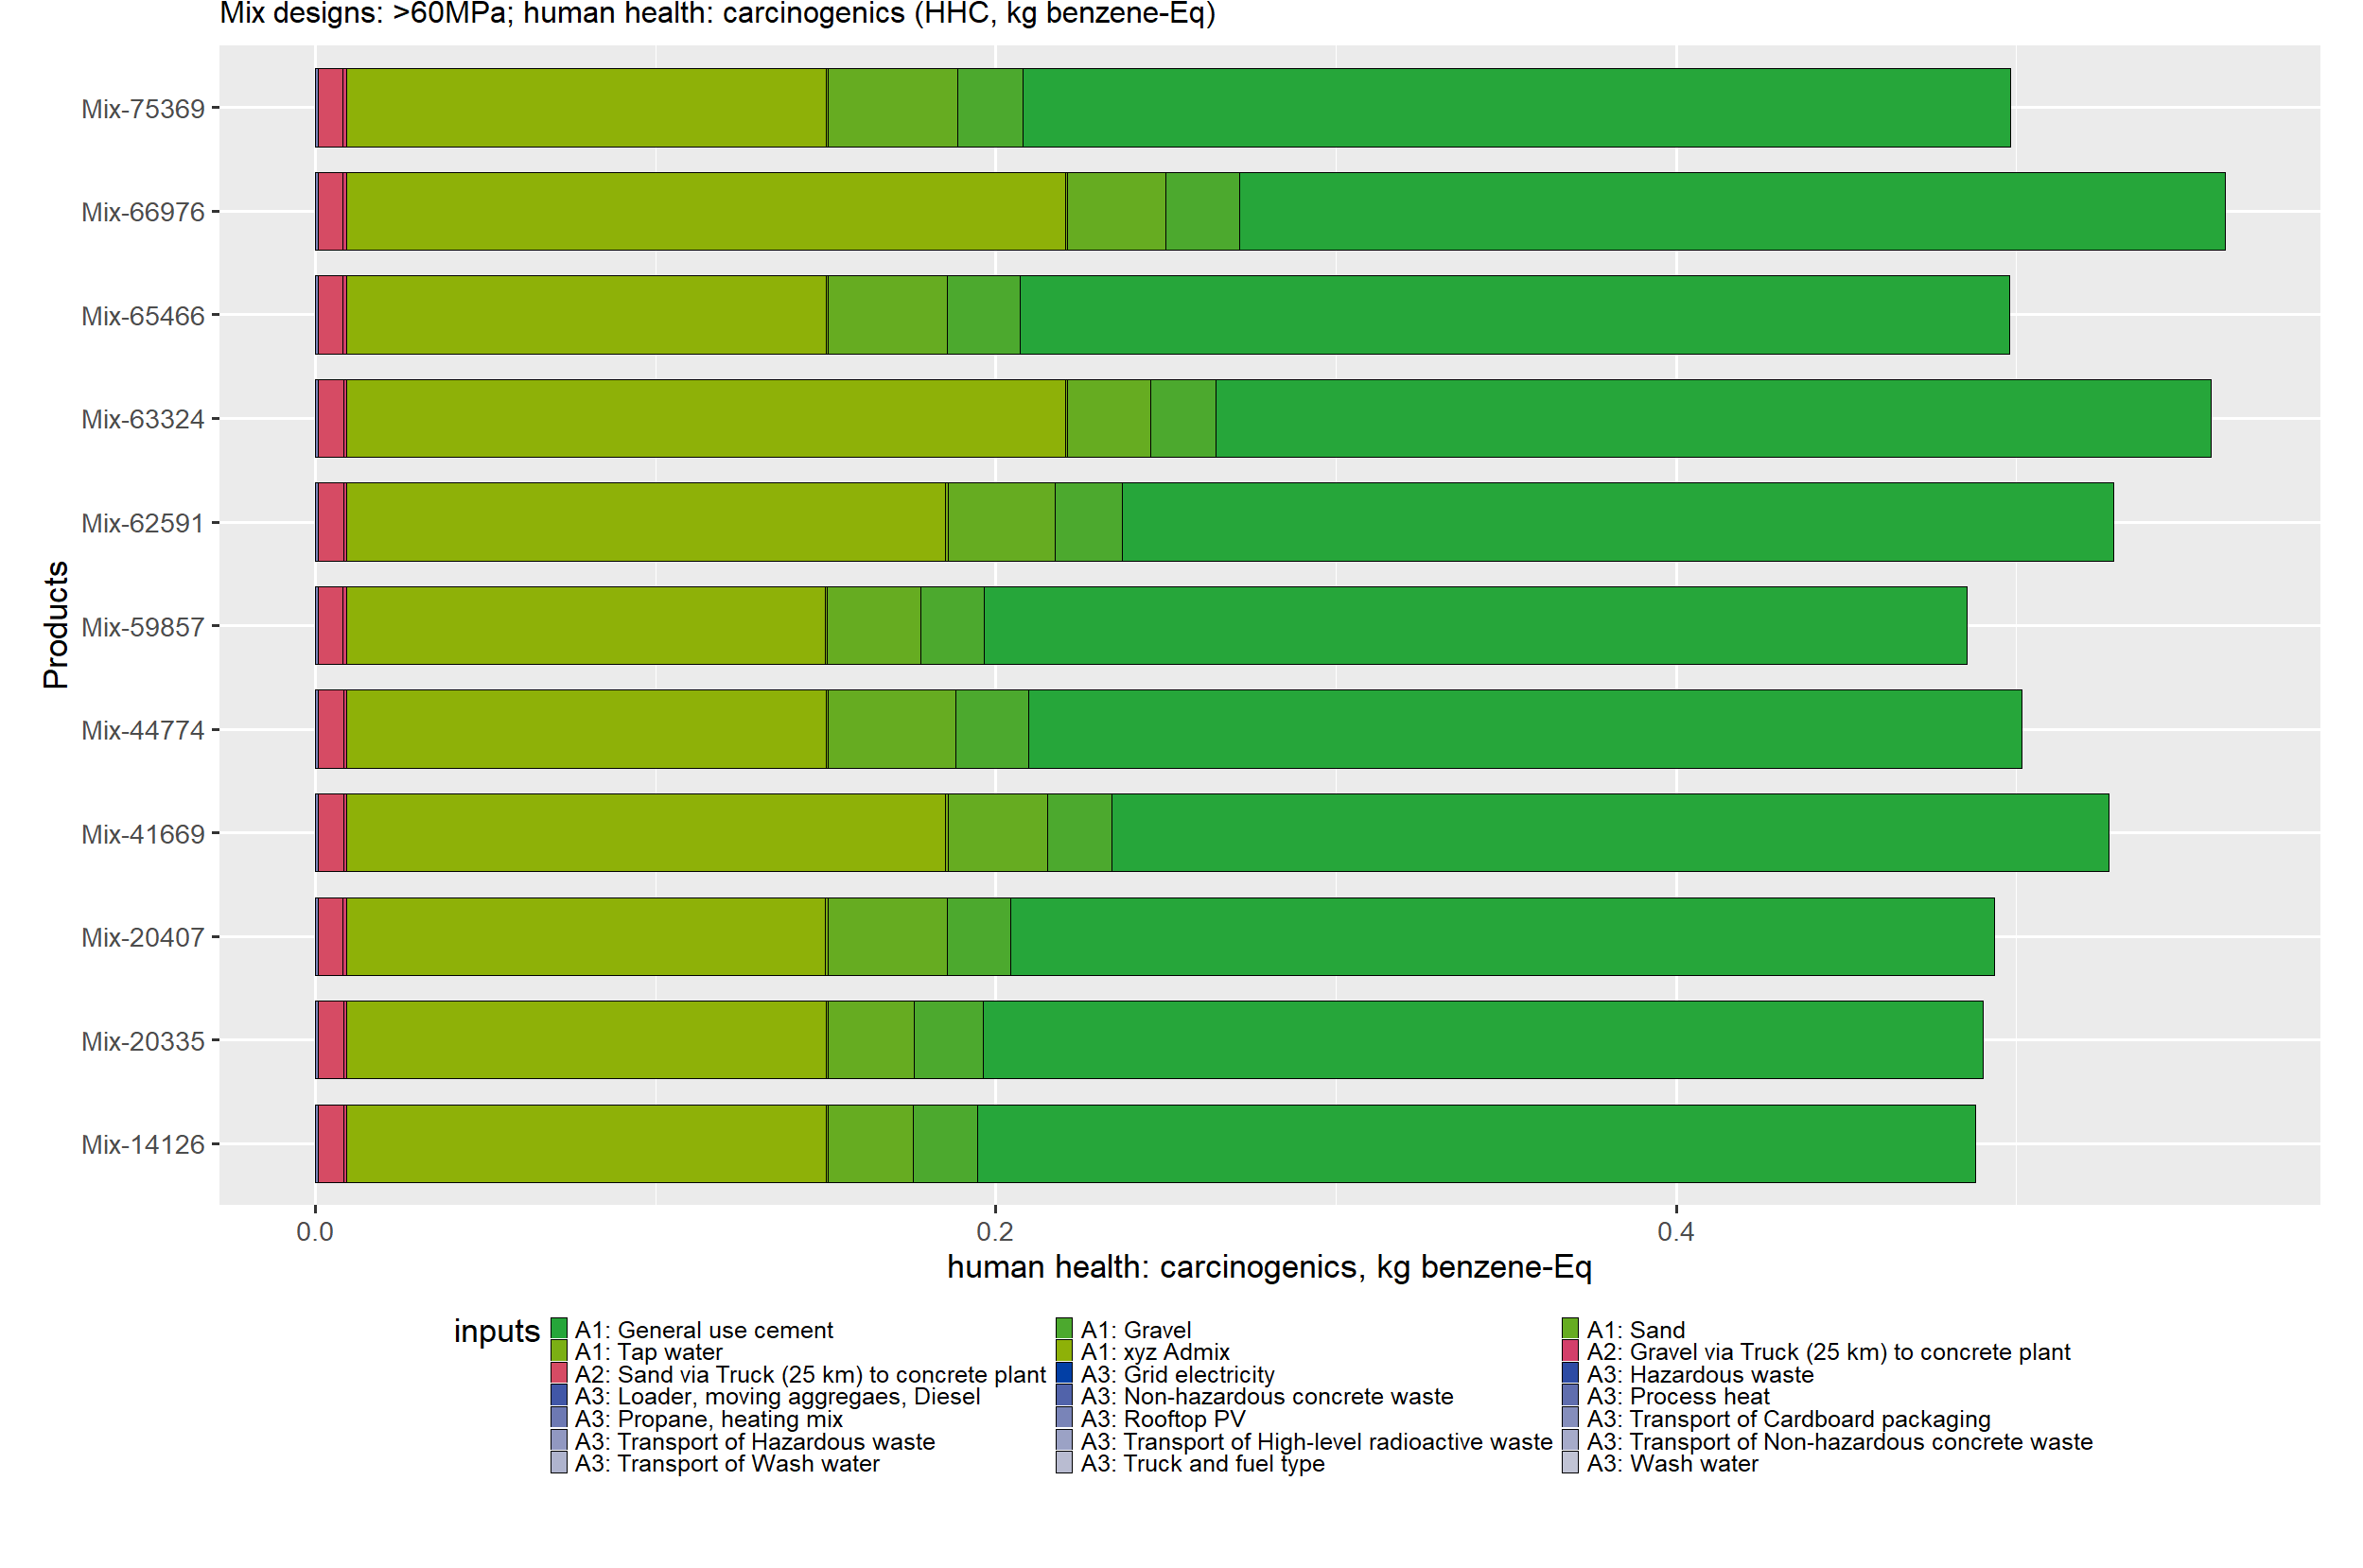 Mix designs: >60MPa; human health: carcinogenics (HHC, kg benzene-Eq)
Products
Mix-75369
Mix-66976
Mix-65466
Mix-63324
Mix-62591
Mix-59857
Mix-44774
Mix-41669
Mix-20407
Mix-20335
Mix-14126
0.0 0.2 0.4
human health: carcinogenics, kg benzene-Eq
inputs
A1: General use cement A1: Gravel A1: Sand
A1: Tap water A1: xyz Admix A2: Gravel via Truck (25 km) to concrete plant
A2: Sand via Truck (25 km) to concrete plant A3: Grid electricity A3: Hazardous waste
A3: Loader, moving aggregaes, Diesel A3: Non-hazardous concrete waste A3: Process heat
A3: Propane, heating mix A3: Rooftop PV A3: Transport of Cardboard packaging
A3: Transport of Hazardous waste A3: Transport of High-level radioactive waste A3: Transport of Non-hazardous concrete waste
A3: Transport of Wash water A3: Truck and fuel type A3: Wash water